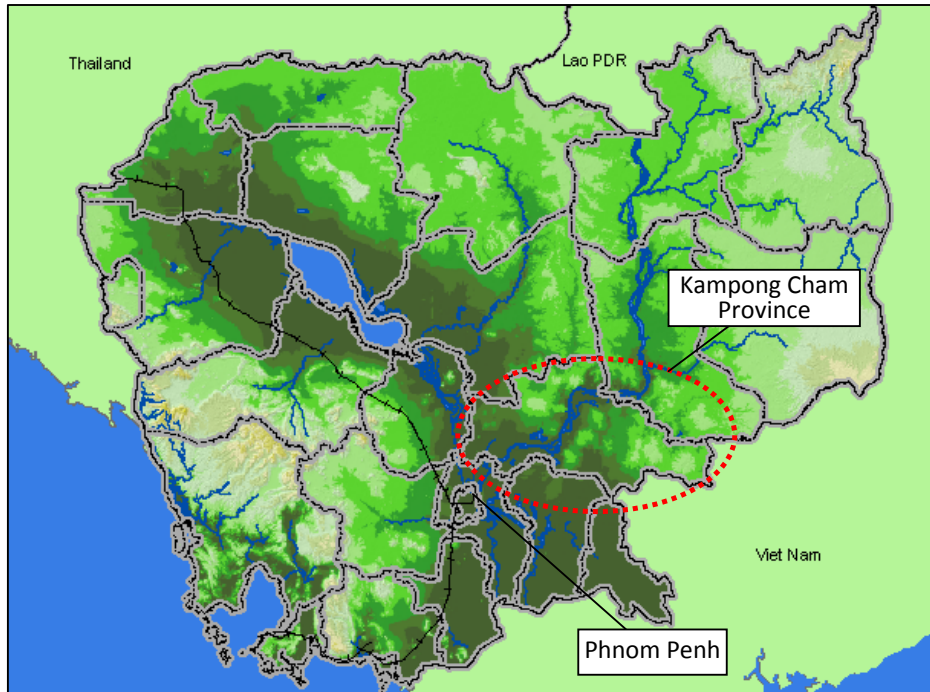 Thailand
Lao PDR
Kampong Cham
Province
Viet Nam
Phnom Penh